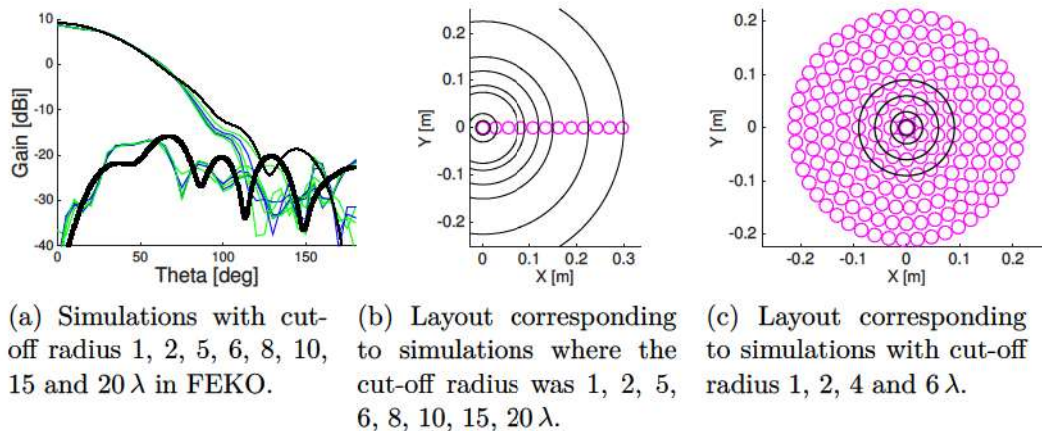 10
0
-10
-20
-30
-40
Gain [dBi]
0 50 100 150
Theta [deg]
0.2
0.1
0
-0.1
-0.2
Y [m]
0 0.1 0.2 0.3
X [m]
0.2
0.1
0
-0.1
-0.2
Y [m]
-0.2 -0.1 0 0.1 0.2
X [m]
(a) Simulations with cut-
off radius 1, 2, 5, 6, 8, 10,
15 and 20 λ in FEKO.
(b) Layout corresponding
to simulations where the
cut-off radius was 1, 2, 5,
6, 8, 10, 15, 20 λ.
(c) Layout corresponding
to simulations with cut-off
radius 1, 2, 4 and 6 λ.